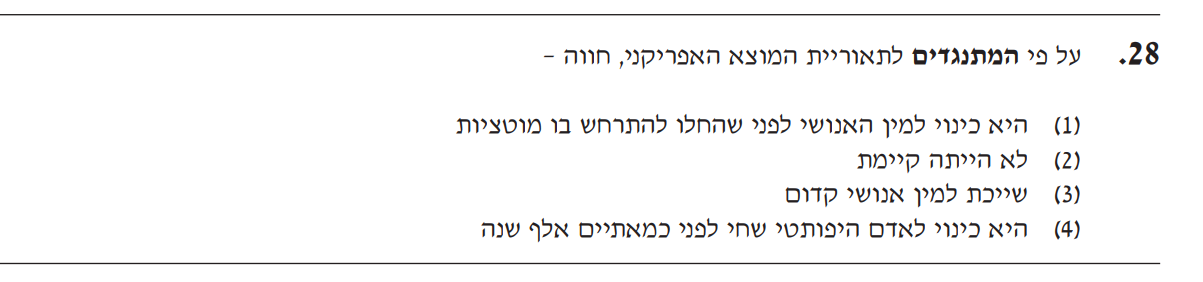 28. על פי המתנגדים לתאוריית המוצא האפריקני, חווה –
(1) היא כינוי למין האנושי לפני שהחלו להתרחש בו מוטציות
(2) לא הייתה קיימת
(3) שייכת למין אנושי קדום
(4) היא כינוי לאדם היפותטי שחי לפני כמאתיים אלף שנה